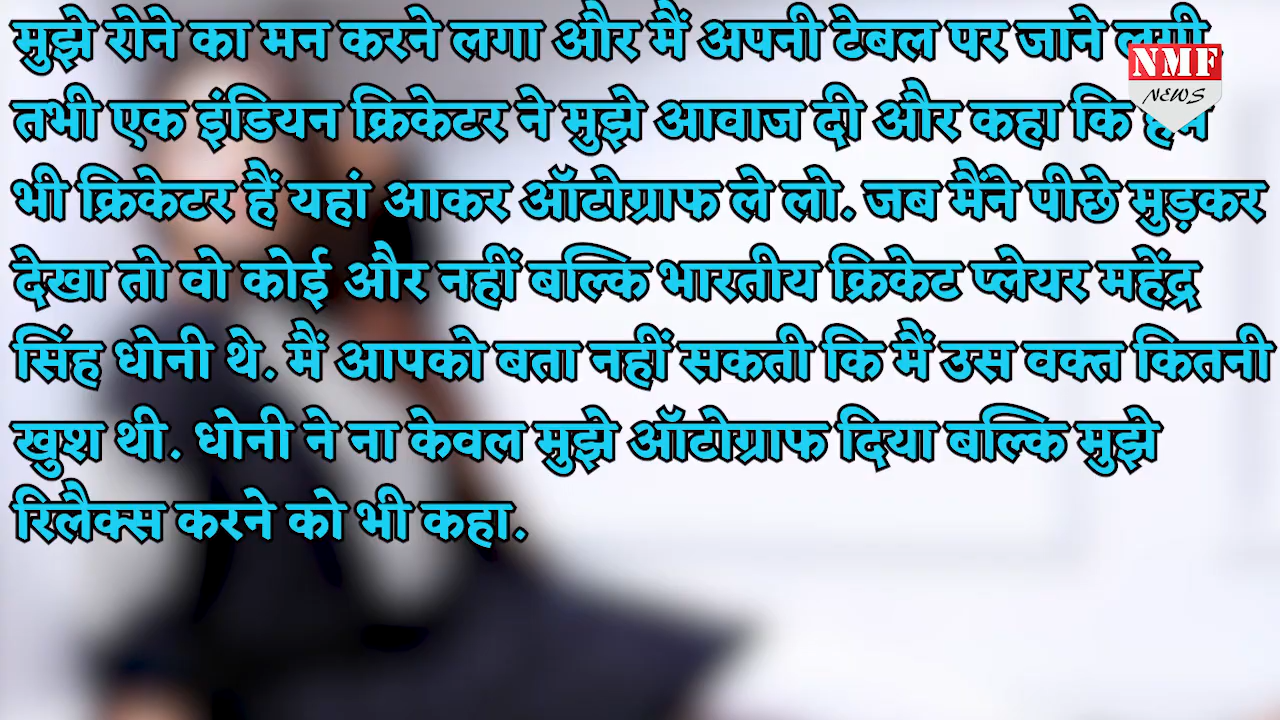 मुझे रोने का मन करने लगा और मैं अपनी टेबल पर जाने लगी
तभी एक इंडियन क्रिकेटर ने मुझे आवाज दी और कहा कि हम
भी क्रिकेटर हैं यहां आकर ऑटोग्राफ ले लो. जब मैंने पीछे मुड़कर
देखा तो वो कोई और नहीं बल्कि भारतीय क्रिकेट प्लेयर महेंद्र
सिंह धोनी थे. मैं आपको बता नहीं सकती कि मैं उस वक्त कितनी
खुश थी. धोनी ने ना केवल मुझे ऑटोग्राफ दिया बल्कि मुझे
रिलैक्स करने को भी कहा.
NMF
NEWS